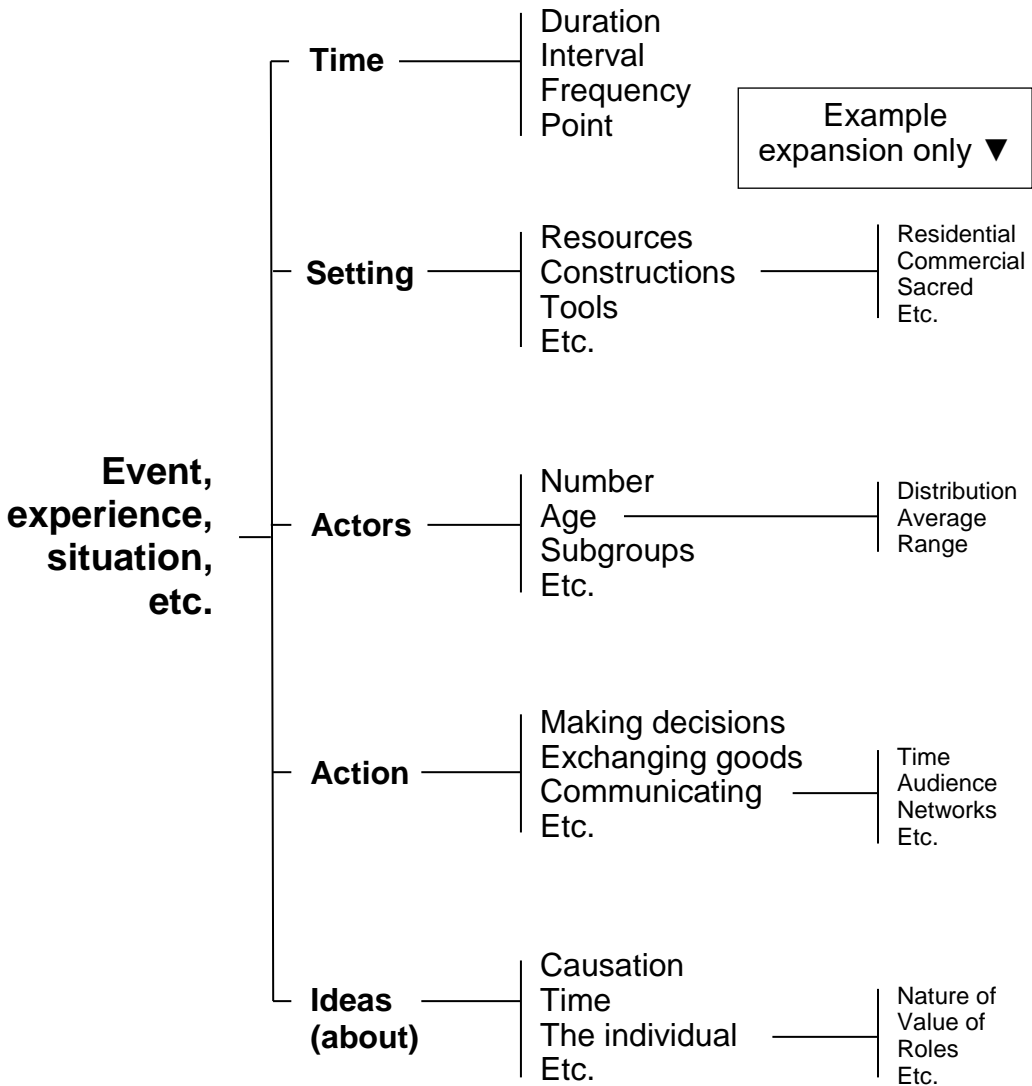 Time
Duration
Interval
Frequency
Point
Example
expansion only ▼
Setting
Resources
Constructions
Tools
Etc.
Residential
Commercial
Sacred
Etc.
Event,
experience,
situation,
etc.
Actors
Number
Age
Subgroups
Etc.
Distribution
Average
Range
Action
Making decisions
Exchanging goods
Communicating
Etc.
Time
Audience
Networks
Etc.
Ideas
(about)
Causation
Time
The individual
Etc.
Nature of
Value of
Roles
Etc.